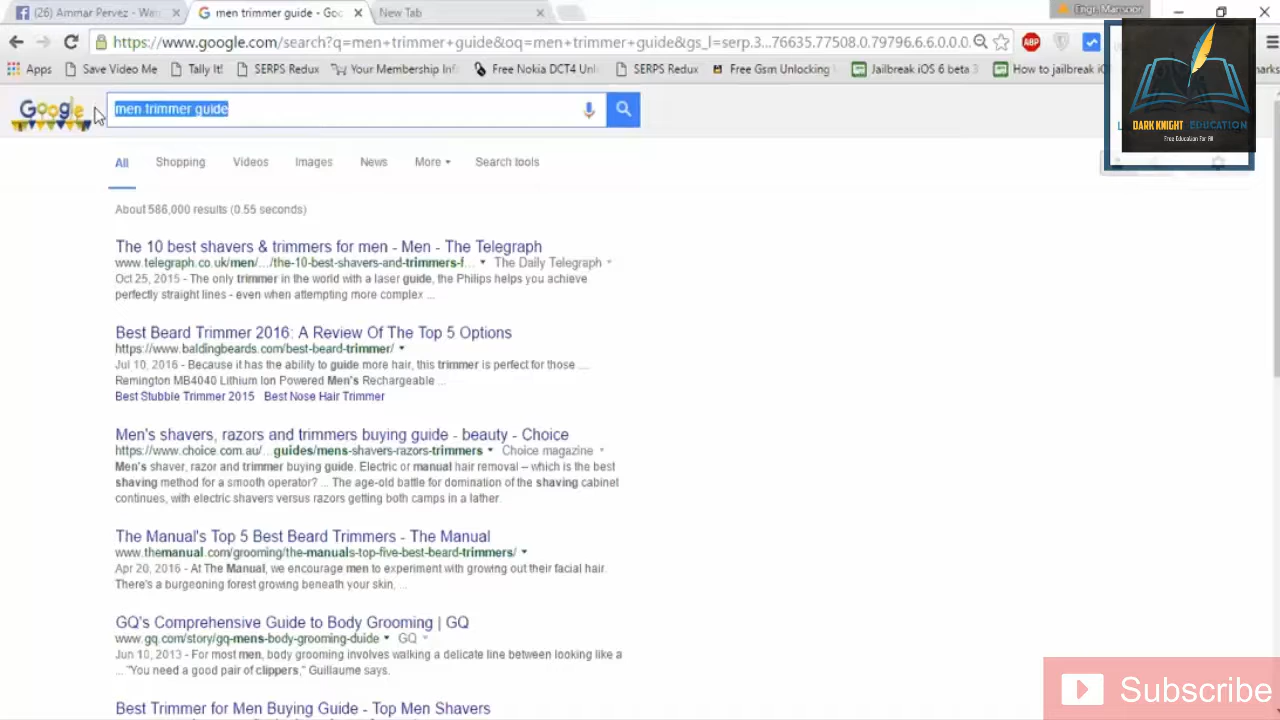 (26) Ammar Pervez - Wan
men trimmer guide - Goo
New Tab
Engr Mansoor
https://www.google.com/search?q=men+trimmer+guide&oq=men+trimmer+guide&gs_l=serp.3...76635.77508.0.79796.6.6.0.0.0.
ABP
Apps
Save Video Me
Tally It!
SERPS Redux
Your Membership Inf
Free Nokia DCT4 Unl
SERPS Redux
Free Gsm Unlocking
Jailbreak iOS 6 beta 3
How to jailbreak iO
DARK KNIGHT EDUCATION
Free Education For All
Google
men trimmer guide
All
Shopping
Videos
Images
News
More
Search tools
About 586,000 results (0.55 seconds)
The 10 best shavers & trimmers for men - Men - The Telegraph
www.telegraph.co.uk/men/.../the-10-best-shavers-and-trimmers-f... The Daily Telegraph
Oct 25, 2015 - The only trimmer in the world with a laser guide, the Philips helps you achieve
perfectly straight lines - even when attempting more complex ...
Best Beard Trimmer 2016: A Review Of The Top 5 Options
https://www.baldingbeards.com/best-beard-trimmer/
Jul 10, 2016 - Because it has the ability to guide more hair, this trimmer is perfect for those ....
Remington MB4040 Lithium Ion Powered Men's Rechargeable ...
Best Stubble Trimmer 2015 Best Nose Hair Trimmer
Men's shavers, razors and trimmers buying guide - beauty - Choice
https://www.choice.com.au/... guides/mens-shavers-razors-trimmers Choice magazine
Men's shaver, razor and trimmer buying guide. Electric or manual hair removal – which is the best
shaving method for a smooth operator? ... The age-old battle for domination of the shaving cabinet
continues, with electric shavers versus razors getting both camps in a lather.
The Manual's Top 5 Best Beard Trimmers - The Manual
www.themanual.com/grooming/the-manuals-top-five-best-beard-trimmers/
Apr 20, 2016 - At The Manual, we encourage men to experiment with growing out their facial hair.
There's a burgeoning forest growing beneath your skin, ...
GQ's Comprehensive Guide to Body Grooming | GQ
www.gq.com/story/gq-mens-body-grooming-guide GQ
Jun 10, 2013 - For most men, body grooming involves walking a delicate line between looking like a
... "You need a good pair of clippers," Guillaume says.
Best Trimmer for Men Buying Guide - Top Men Shavers
Subscribe